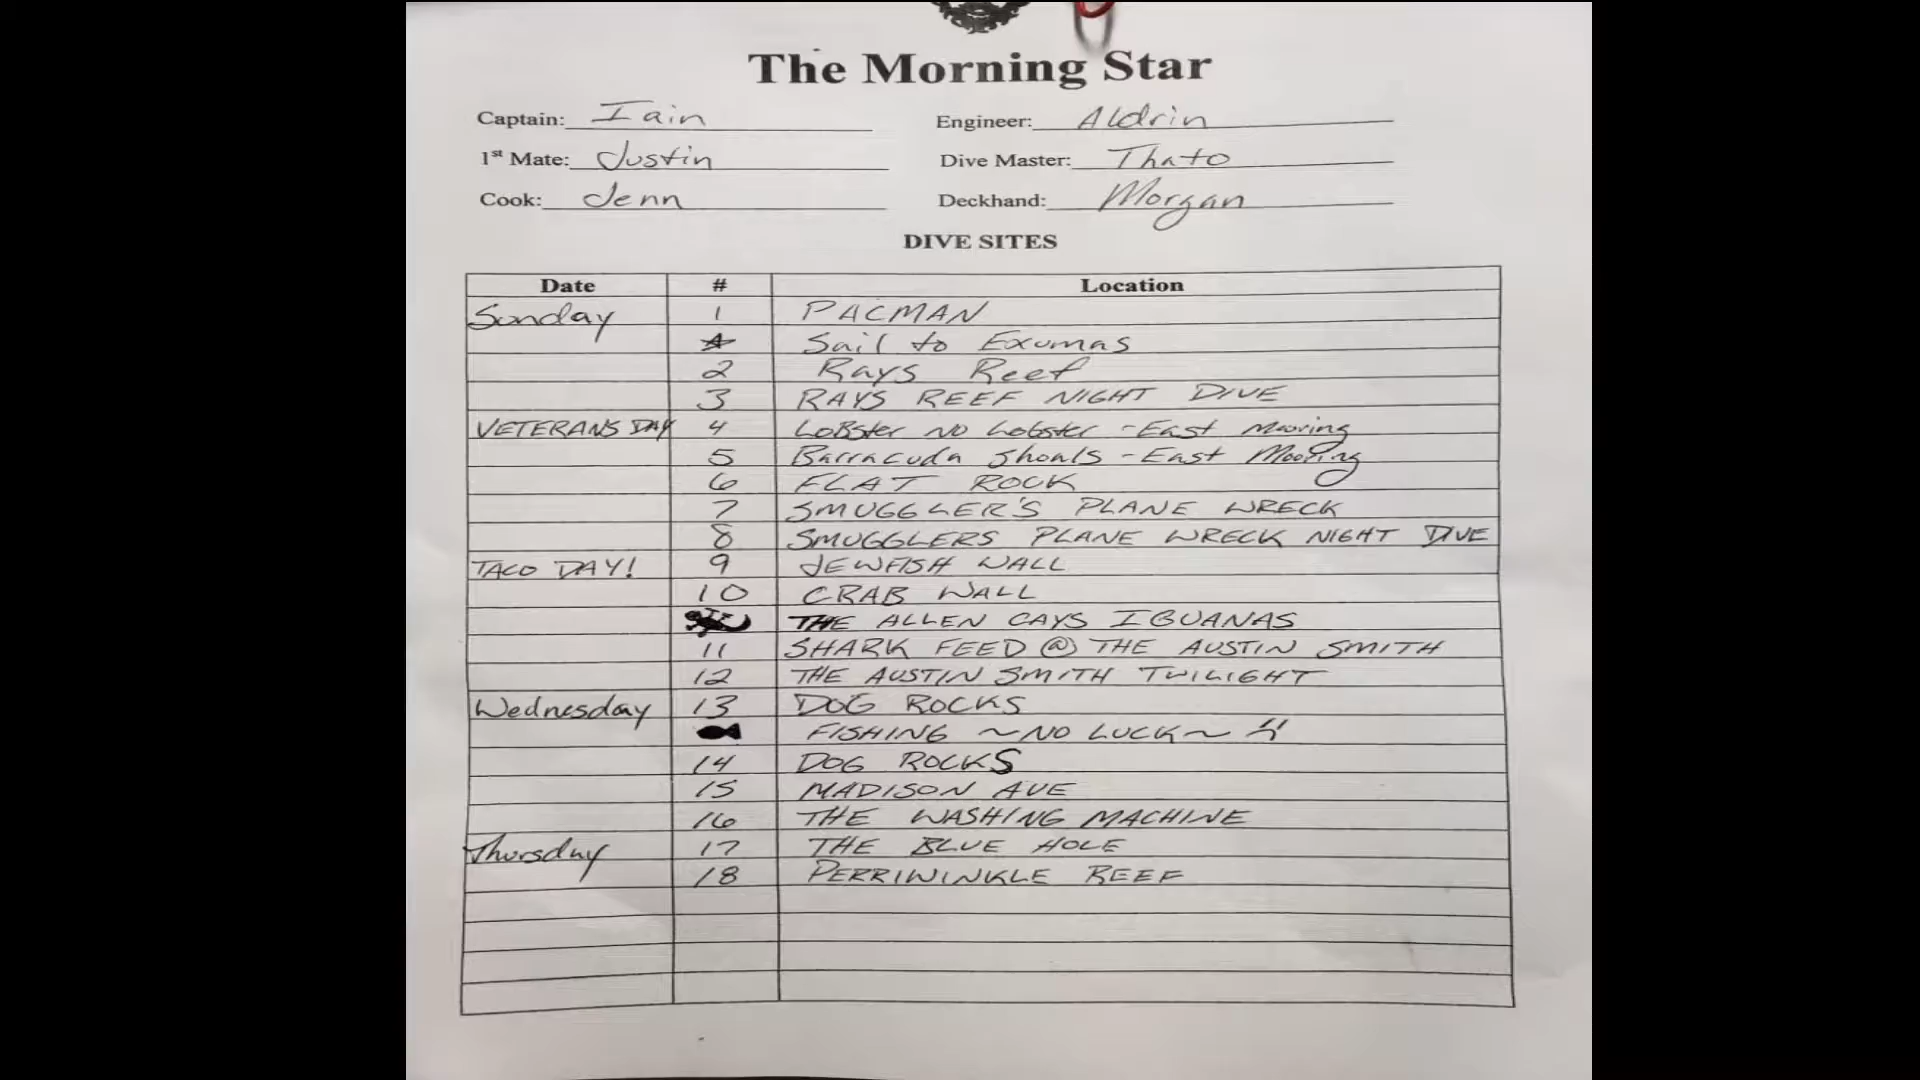 The Morning Star
Captain: Iain Engineer: Aldrin
1st Mate: Justin Dive Master: Thato
Cook: Jenn Deckhand: Morgan
DIVE SITES
Date # Location
Sunday 1 PACMAN
Sail to Exumas
2 Rays Reef
3 RAYS REEF NIGHT DIVE
VETERANS DAY 4 LOBSTER NO LOBSTER - East Mooring
5 Barracuda Shoals - East Mooring
6 FLAT ROCK
7 SMUGGLER'S PLANE WRECK
8 SMUGGLERS PLANE WRECK NIGHT DIVE
TACO DAY! 9 JEWFISH WALL
10 CRAB WALL
THE ALLEN CAYS IGUANAS
11 SHARK FEED @ THE AUSTIN SMITH
12 THE AUSTIN SMITH TWILIGHT
Wednesday 13 DOG ROCKS
FISHING ~NO LUCK~
14 DOG ROCKS
15 MADISON AVE
16 THE WASHING MACHINE
Thursday 17 THE BLUE HOLE
18 PERRIWINKLE REEF